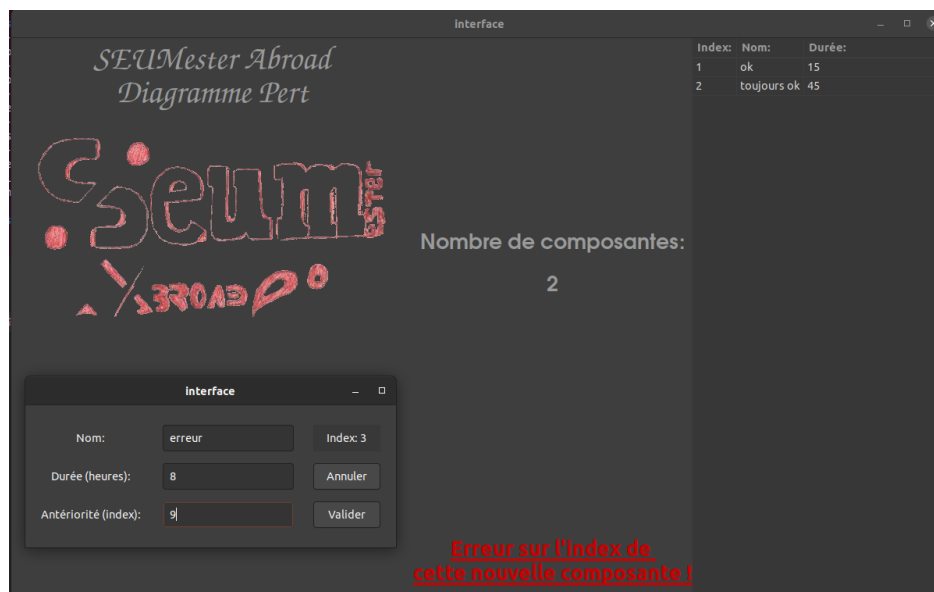 interface
SEUMester Abroad
Diagramme Pert
Seum
ESTER
Index: Nom: Durée:
1 ok 15
2 toujours ok 45
Nombre de composantes:
2
interface
Nom: erreur Index: 3
Durée (heures): 8 Annuler
Antériorité (index): 9 Valider
Erreur sur l'index de
cette nouvelle composante !